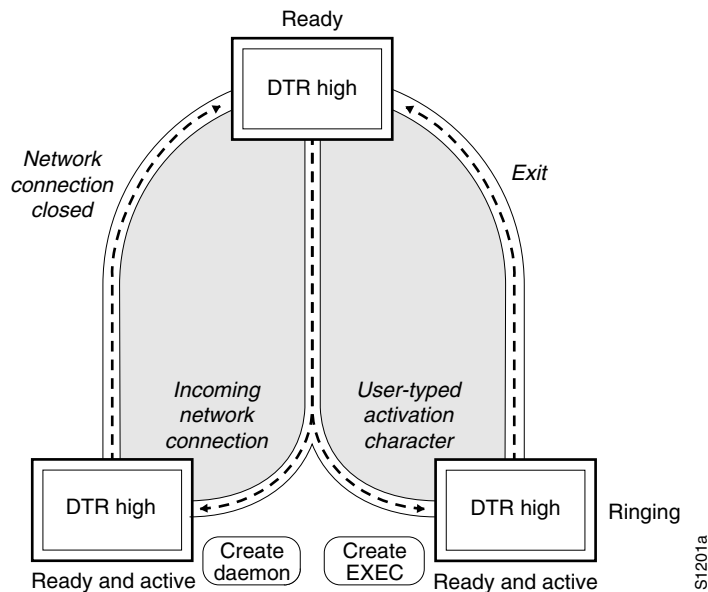 Ready
DTR high
Network
connection
closed
Exit
Incoming
network
connection
User-typed
activation
character
DTR high
DTR high
Ringing
Create
daemon
Create
EXEC
Ready and active
Ready and active
S1201a